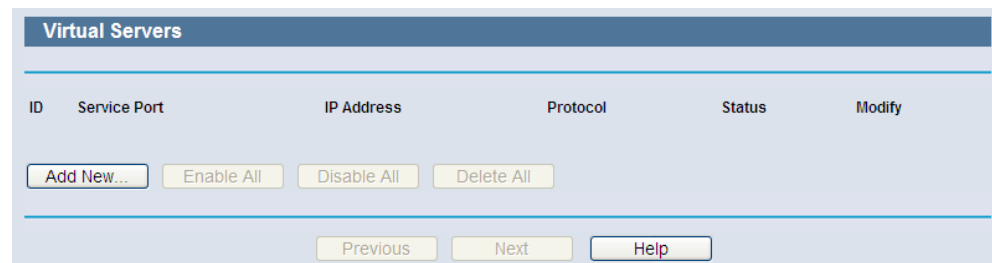 Virtual Servers
ID Service Port IP Address Protocol Status Modify
Add New... Enable All Disable All Delete All
Previous Next Help